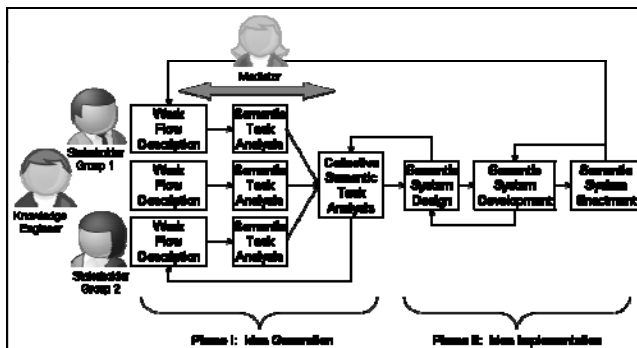 Mediator
Work
Flow
Description
Semantic
Task
Analysis
Stakeholder
Group 1
Work
Flow
Description
Semantic
Task
Analysis
Collective
Semantic
Task
Analysis
Semantic
System
Design
Semantic
System
Development
Semantic
System
Enactment
Knowledge
Engineer
Work
Flow
Description
Semantic
Task
Analysis
Stakeholder
Group 2
Phase I: Idea Generation
Phase II: Idea Implementation